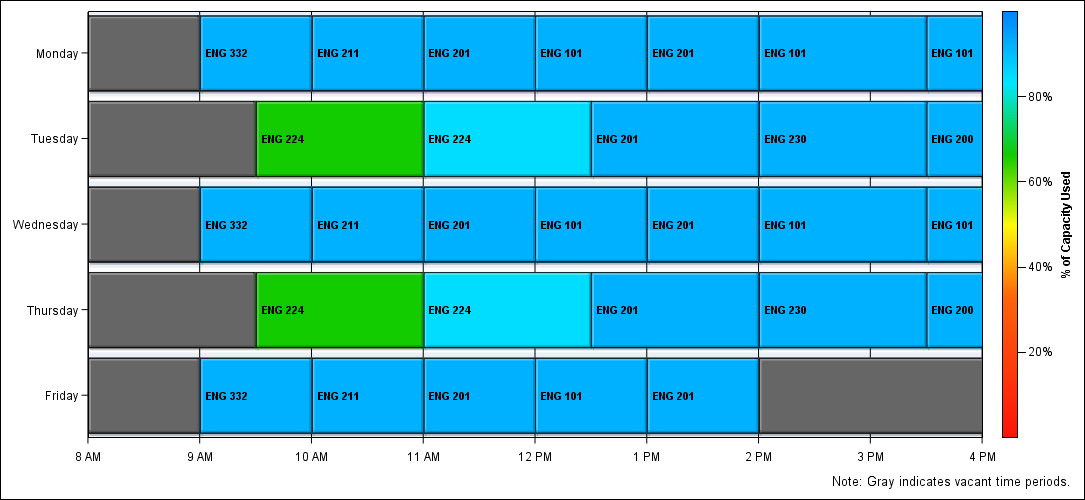 Monday
ENG 332
ENG 211
ENG 201
ENG 101
ENG 201
ENG 101
ENG 101
Tuesday
ENG 224
ENG 224
ENG 201
ENG 230
ENG 200
Wednesday
ENG 332
ENG 211
ENG 201
ENG 101
ENG 201
ENG 101
ENG 101
Thursday
ENG 224
ENG 224
ENG 201
ENG 230
ENG 200
Friday
ENG 332
ENG 211
ENG 201
ENG 101
ENG 201
8 AM
9 AM
10 AM
11 AM
12 PM
1 PM
2 PM
3 PM
4 PM
80%
60%
40%
20%
% of Capacity Used
Note: Gray indicates vacant time periods.